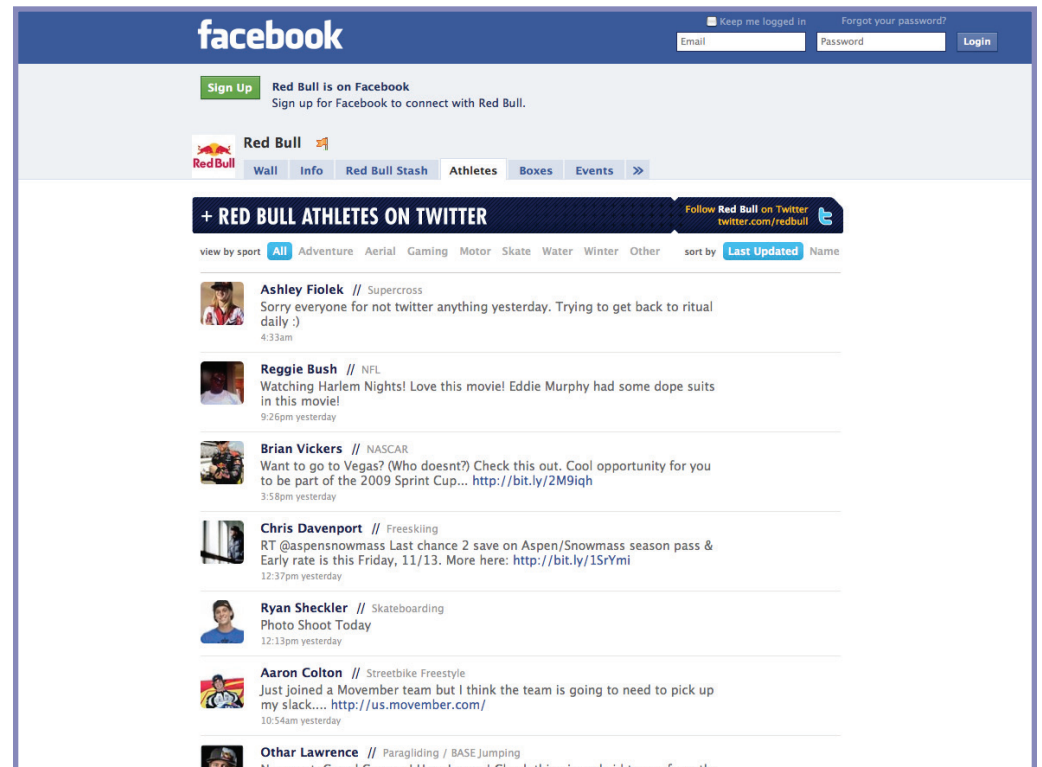 facebook
Keep me logged in
Forgot your password?
Email
Password
Login
Sign Up
Red Bull is on Facebook
Sign up for Facebook to connect with Red Bull.
Red Bull
Red Bull
Wall Info Red Bull Stash Athletes Boxes Events »
+ RED BULL ATHLETES ON TWITTER
Follow Red Bull on Twitter
twitter.com/redbull
view by sport All Adventure Aerial Gaming Motor Skate Water Winter Other sort by Last Updated Name
Ashley Fiolek // Supercross
Sorry everyone for not twitter anything yesterday. Trying to get back to ritual
daily :)
4:33am
Reggie Bush // NFL
Watching Harlem Nights! Love this movie! Eddie Murphy had some dope suits
in this movie!
9:26pm yesterday
Brian Vickers // NASCAR
Want to go to Vegas? (Who doesnt?) Check this out. Cool opportunity for you
to be part of the 2009 Sprint Cup... http://bit.ly/2M9iqh
3:58pm yesterday
Chris Davenport // Freeskiing
RT @aspensnowmass Last chance 2 save on Aspen/Snowmass season pass &
Early rate is this Friday, 11/13. More here: http://bit.ly/1SrYmi
12:37pm yesterday
Ryan Sheckler // Skateboarding
Photo Shoot Today
12:13pm yesterday
Aaron Colton // Streetbike Freestyle
Just joined a Movember team but I think the team is going to need to pick up
my slack.... http://us.movember.com/
10:54am yesterday
Othar Lawrence // Paragliding / BASE Jumping